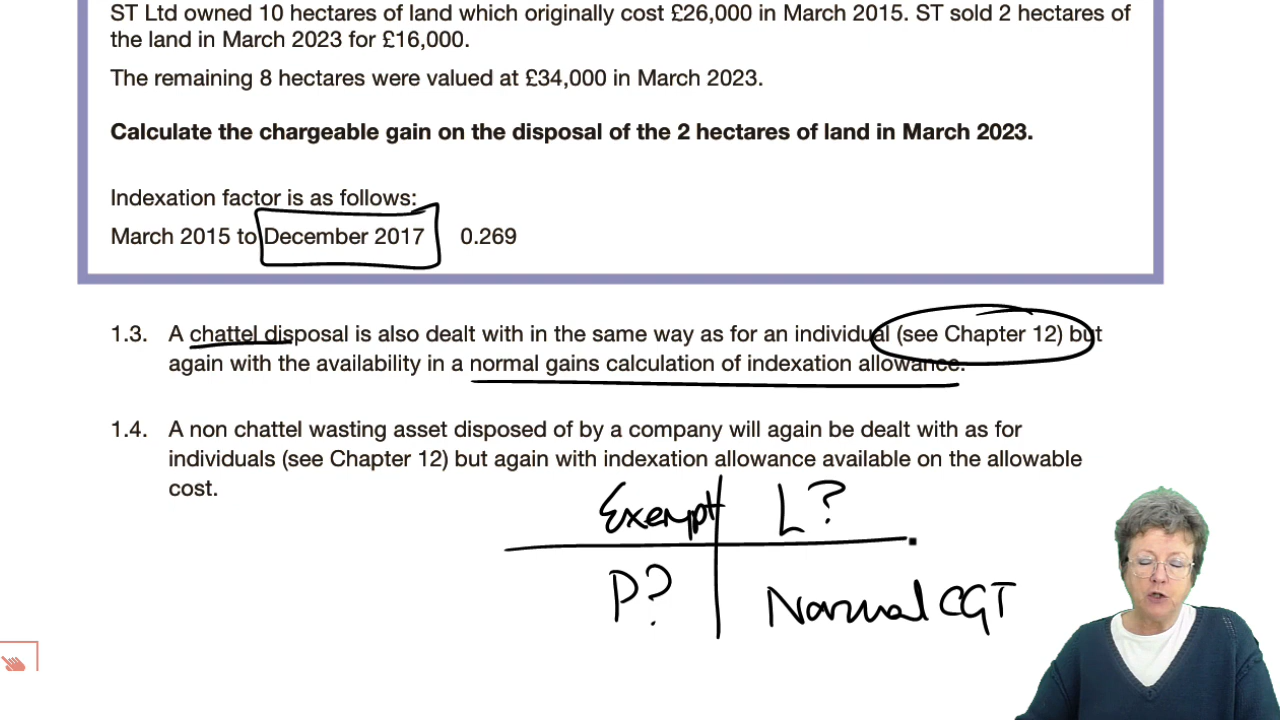 ST Ltd owned 10 hectares of land which originally cost £26,000 in March 2015. ST sold 2 hectares of
the land in March 2023 for £16,000.
The remaining 8 hectares were valued at £34,000 in March 2023.
Calculate the chargeable gain on the disposal of the 2 hectares of land in March 2023.
Indexation factor is as follows:
March 2015 to December 2017 0.269
1.3. A chattel disposal is also dealt with in the same way as for an individual (see Chapter 12) but
again with the availability in a normal gains calculation of indexation allowance.
1.4. A non chattel wasting asset disposed of by a company will again be dealt with as for
individuals (see Chapter 12) but again with indexation allowance available on the allowable
cost.
Exempt L?
P? Normal CGT